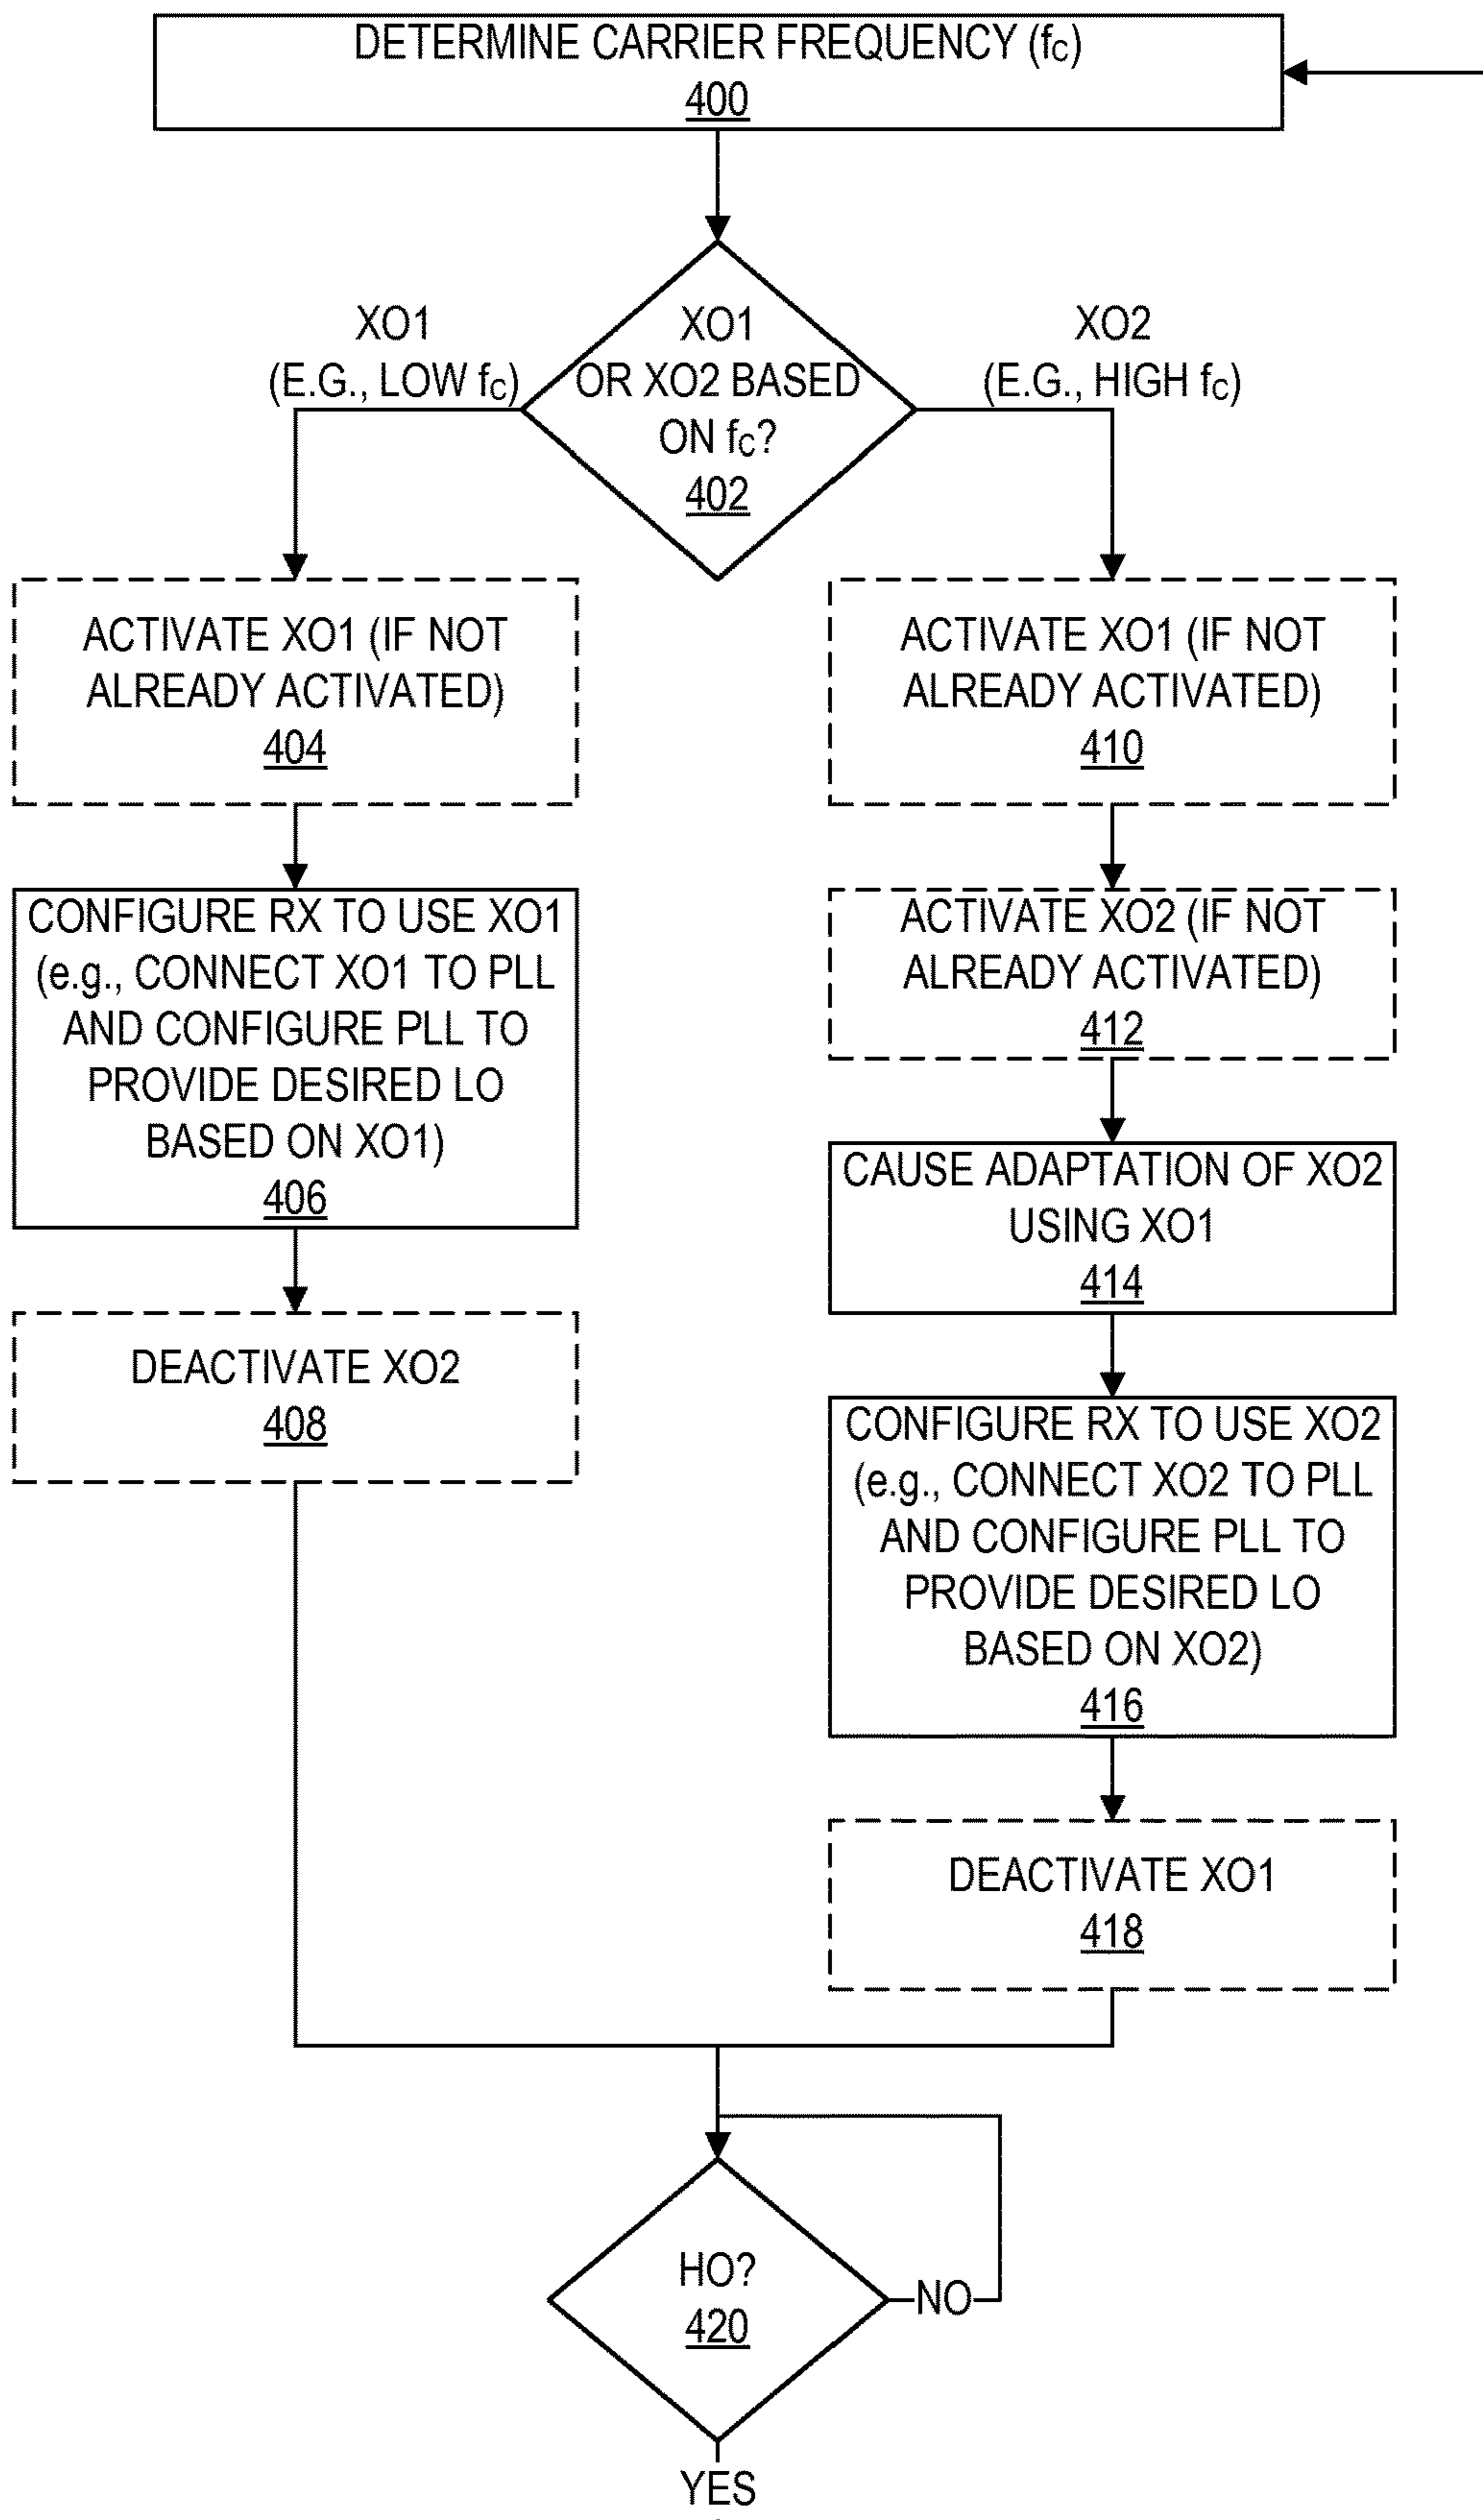 DETERMINE CARRIER FREQUENCY (fC)
400
XO1
(E.G., LOW fC)
XO1
OR XO2 BASED
ON fC?
402
XO2
(E.G., HIGH fC)
ACTIVATE XO1 (IF NOT
ALREADY ACTIVATED)
404
CONFIGURE RX TO USE XO1
(e.g., CONNECT XO1 TO PLL
AND CONFIGURE PLL TO
PROVIDE DESIRED LO
BASED ON XO1)
406
DEACTIVATE XO2
408
ACTIVATE XO1 (IF NOT
ALREADY ACTIVATED)
410
ACTIVATE XO2 (IF NOT
ALREADY ACTIVATED)
412
CAUSE ADAPTATION OF XO2
USING XO1
414
CONFIGURE RX TO USE XO2
(e.g., CONNECT XO2 TO PLL
AND CONFIGURE PLL TO
PROVIDE DESIRED LO
BASED ON XO2)
416
DEACTIVATE XO1
418
HO?
420
NO
YES